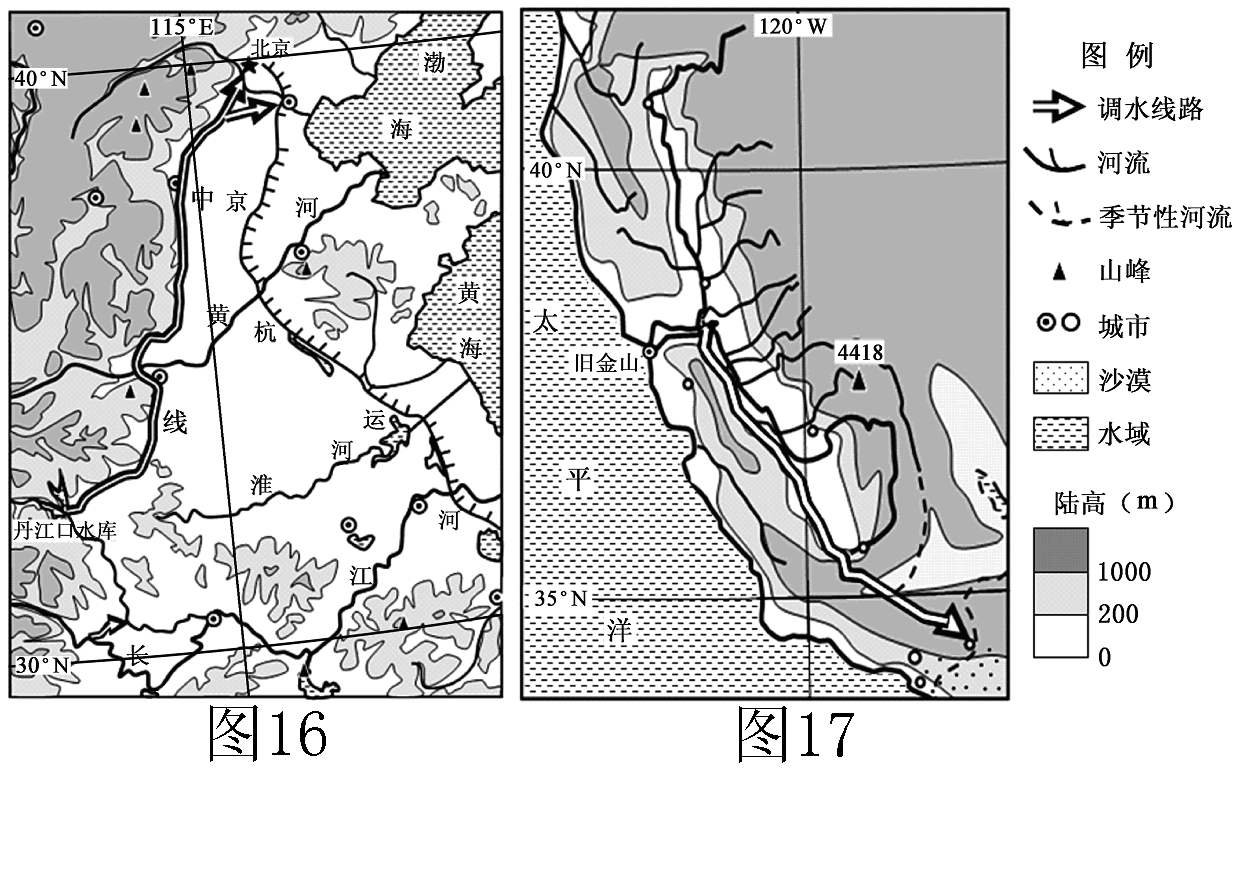 115°E
北京
40°N
渤
海
中 京
河
黄
黄
杭
海
线
运
河
淮
丹江口水库
河
江
长
30°N
图16
120°W
40°N
太
旧金山
4418
平
35°N
洋
图17
图 例
调水线路
河流
季节性河流
山峰
城市
沙漠
水域
陆高（m）
1000
200
0